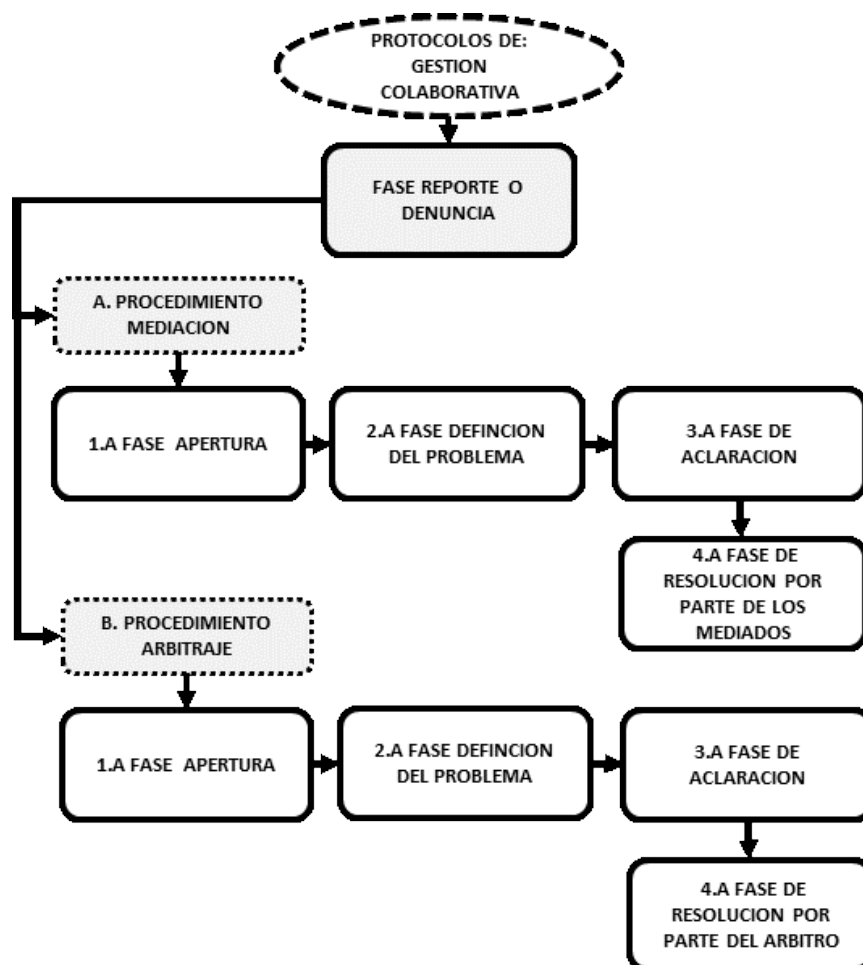 PROTOCOLOS DE:
GESTION
COLABORATIVA
FASE REPORTE O
DENUNCIA
A. PROCEDIMIENTO
MEDIACION
1.A FASE APERTURA
2.A FASE DEFINCION
DEL PROBLEMA
3.A FASE DE
ACLARACION
4.A FASE DE
RESOLUCION POR
PARTE DE LOS
MEDIADOS
B. PROCEDIMIENTO
ARBITRAJE
1.A FASE APERTURA
2.A FASE DEFINCION
DEL PROBLEMA
3.A FASE DE
ACLARACION
4.A FASE DE
RESOLUCION POR
PARTE DEL ARBITRO